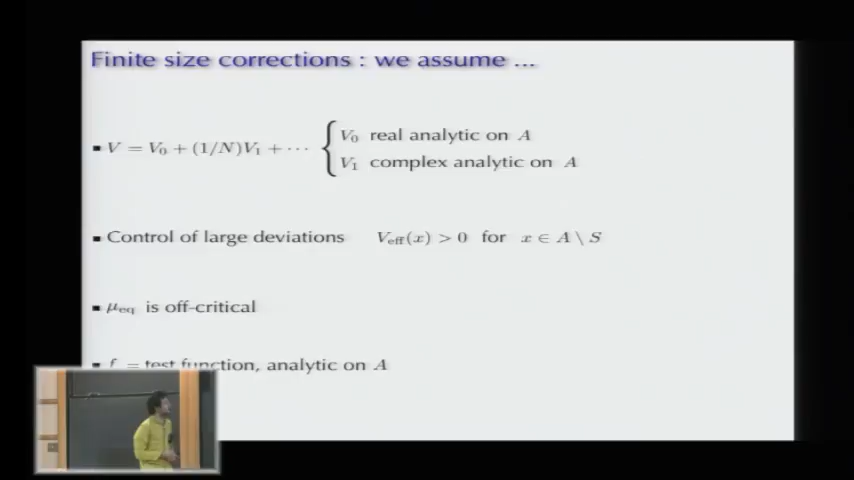 Finite size corrections : we assume ...
V = V₀ + (1/N)V₁ + ··· { V₀ real analytic on A
V₁ complex analytic on A
Control of large deviations V_eff(x) > 0 for x ∈ A \ S
μ_eq is off-critical
f = test function, analytic on A